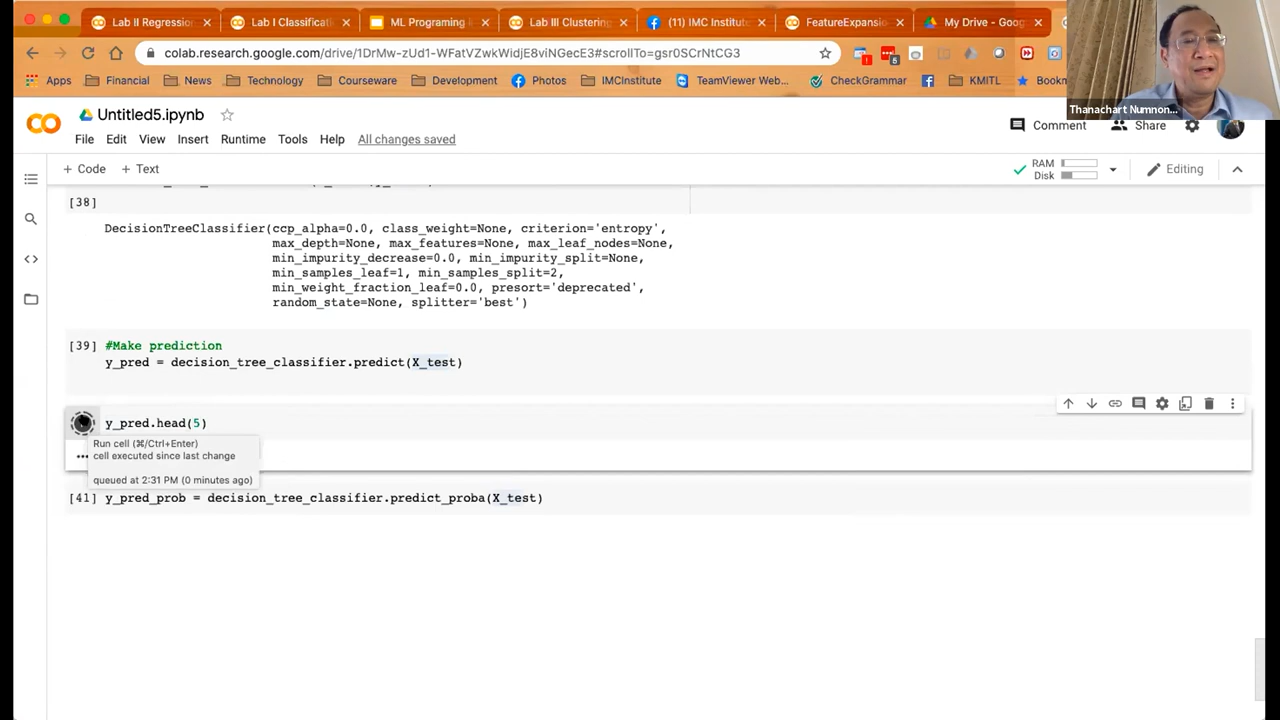 Lab II Regression
Lab I Classificati
ML Programing
Lab III Clustering
(11) IMC Institut
FeatureExpansio
My Drive - Goog
colab.research.google.com/drive/1DrMw-zUd1-WFatVZwkWidjE8viNGecE3#scrollTo=gsr0SCrNtCG3
Apps
Financial
News
Technology
Courseware
Development
Photos
IMCInstitute
TeamViewer Web...
CheckGrammar
KMITL
Bookm
Thanachart Numnon...
Untitled5.ipynb
File Edit View Insert Runtime Tools Help All changes saved
Comment
Share
+ Code + Text
RAM
Disk
Editing
[38]
DecisionTreeClassifier(ccp_alpha=0.0, class_weight=None, criterion='entropy',
max_depth=None, max_features=None, max_leaf_nodes=None,
min_impurity_decrease=0.0, min_impurity_split=None,
min_samples_leaf=1, min_samples_split=2,
min_weight_fraction_leaf=0.0, presort='deprecated',
random_state=None, splitter='best')
[39] #Make prediction
y_pred = decision_tree_classifier.predict(X_test)
y_pred.head(5)
Run cell (⌘/Ctrl+Enter)
cell executed since last change
queued at 2:31 PM (0 minutes ago)
[41] y_pred_prob = decision_tree_classifier.predict_proba(X_test)